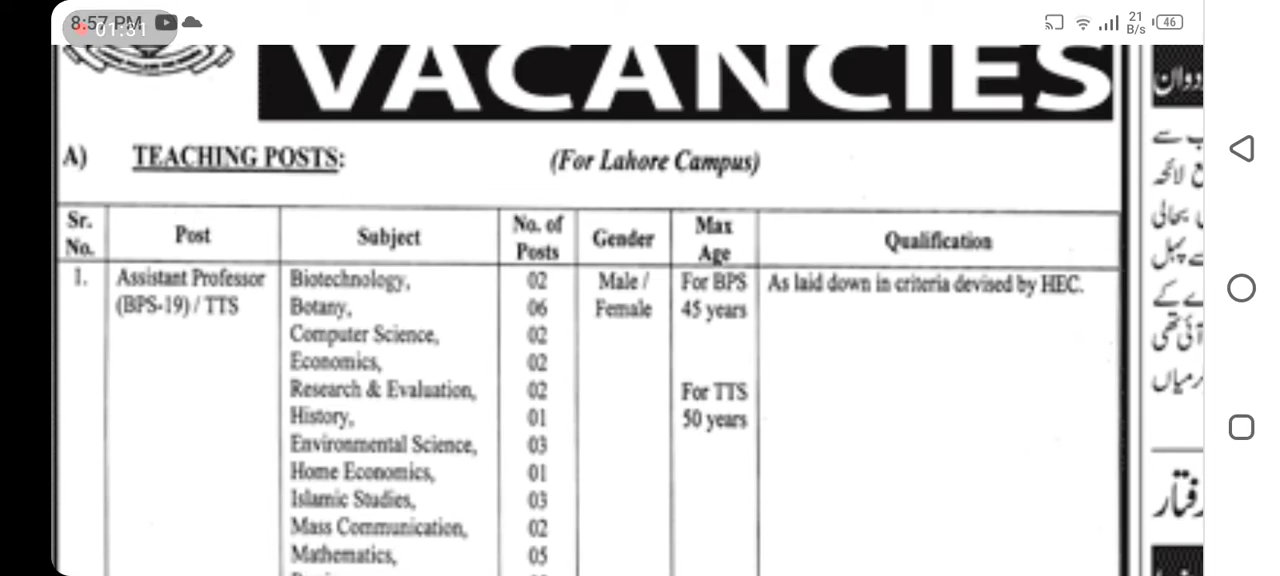 8:57 PM
01:31
21
B/s
46
VACANCIES
A) TEACHING POSTS: (For Lahore Campus)
Sr. No. Post Subject No. of Posts Gender Max Age Qualification
1. Assistant Professor Biotechnology, 02 Male / For BPS As laid down in criteria devised by HEC.
(BPS-19) / TTS Botany, 06 Female 45 years
Computer Science, 02
Economics, 02
Research & Evaluation, 02 For TTS
History, 01 50 years
Environmental Science, 03
Home Economics, 01
Islamic Studies, 03
Mass Communication, 02
Mathematics, 05
لائحہ
بحالی
کے